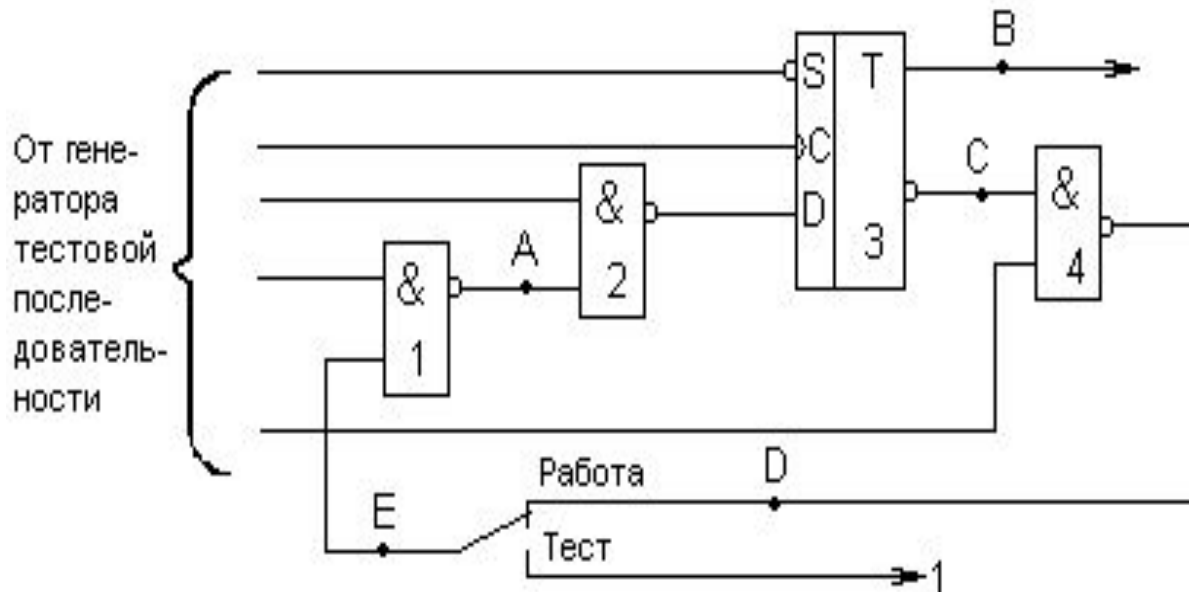 От гене-
ратора
тестовой
после-
дователь-
ности
S T
C
D
3
B
C
&
4
&
2
A
&
1
Работа
D
E
Тест
1